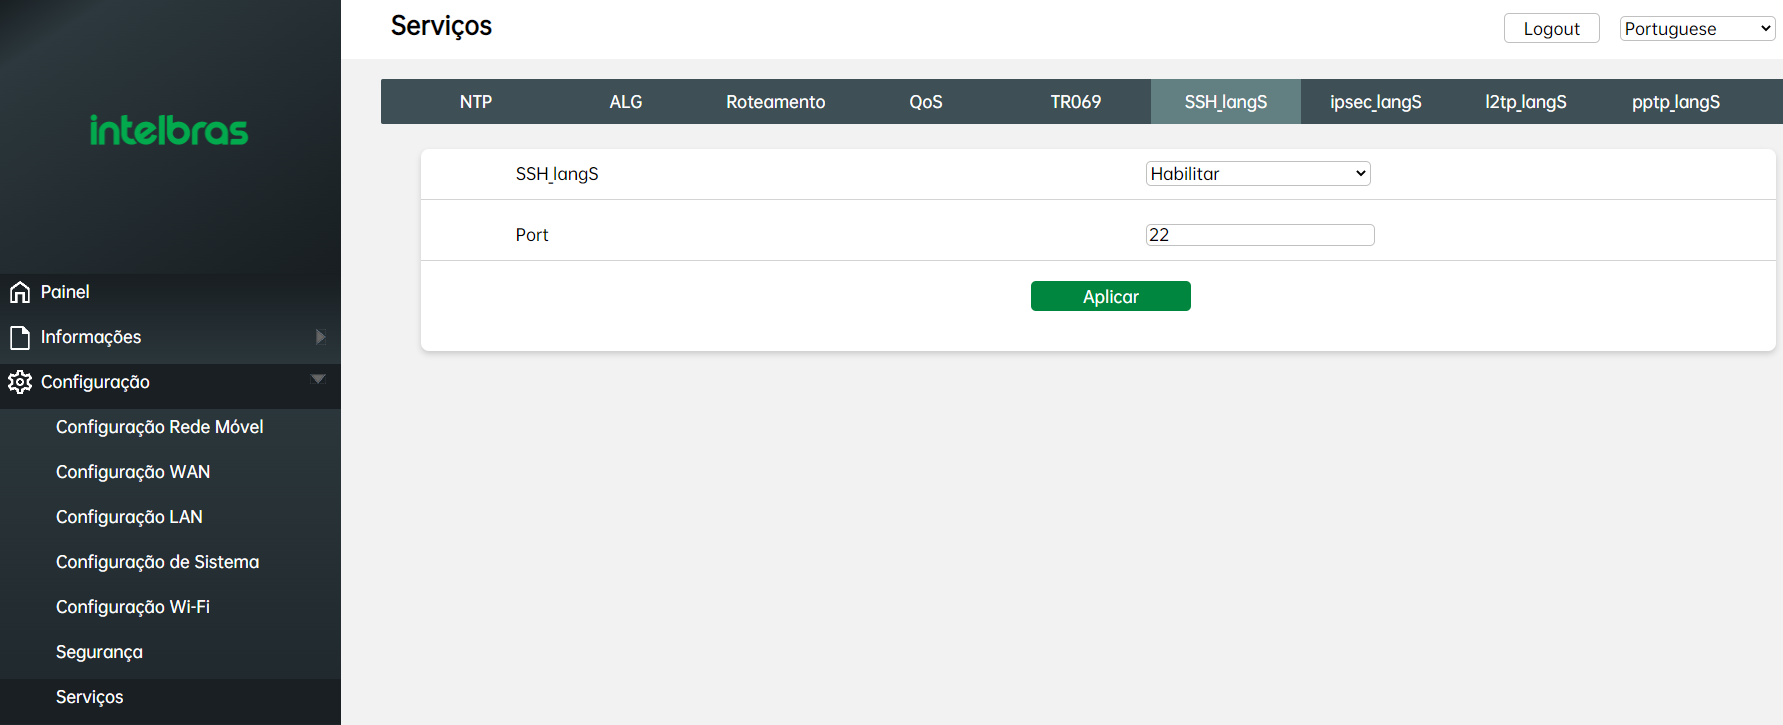 intelbras
Painel
Informações
Configuração
Configuração Rede Móvel
Configuração WAN
Configuração LAN
Configuração de Sistema
Configuração Wi-Fi
Segurança
Serviços
Serviços
Logout
Portuguese
NTP ALG Roteamento QoS TR069 SSH_langS ipsec_langS l2tp_langS pptp_langS
SSH_langS Habilitar
Port 22
Aplicar